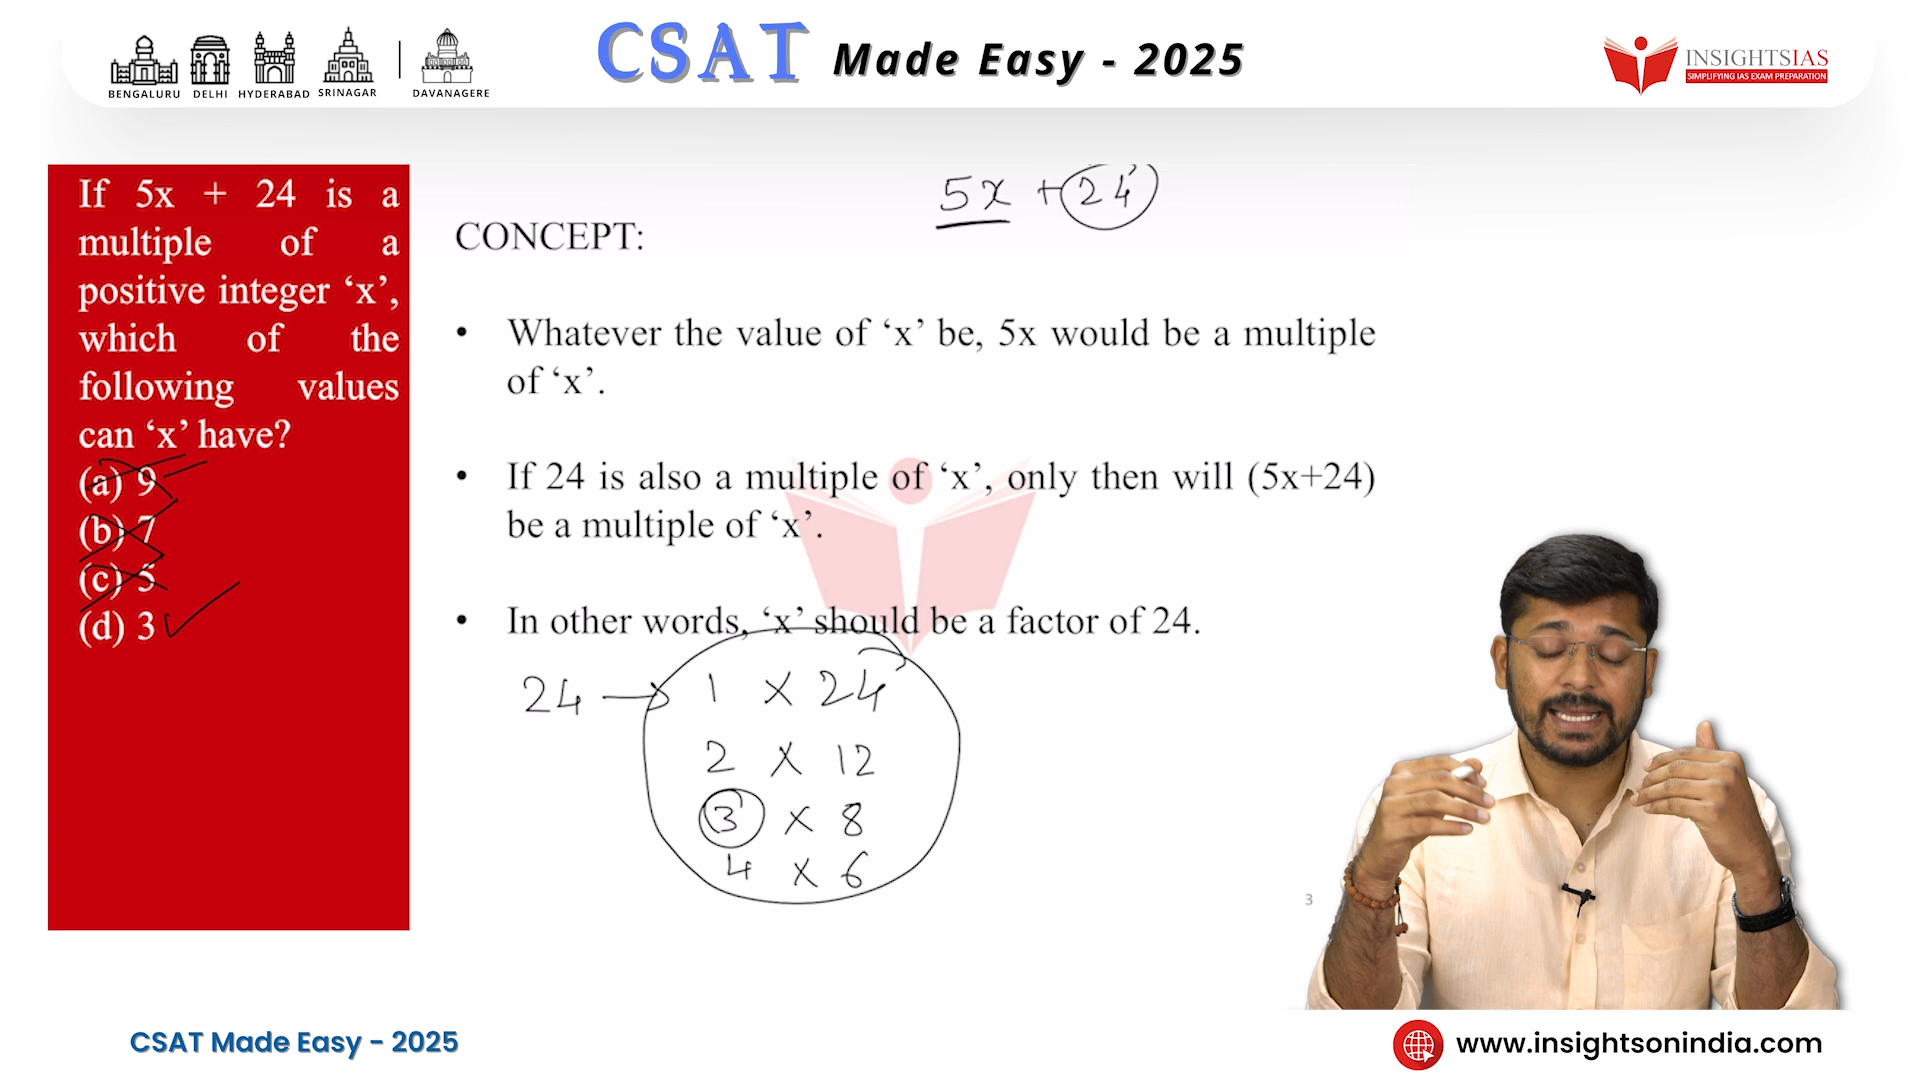 BENGALURU DELHI HYDERABAD SRINAGAR DAVANAGERE
CSAT Made Easy - 2025
INSIGHTSIAS
SIMPLIFYING IAS EXAM PREPARATION
If 5x + 24 is a
multiple of a
positive integer ‘x’,
which of the
following values
can ‘x’ have?
(a) 9
(b) 7
(c) 5
(d) 3
5x + 24
CONCEPT:
• Whatever the value of ‘x’ be, 5x would be a multiple
of ‘x’.
• If 24 is also a multiple of ‘x’, only then will (5x+24)
be a multiple of ‘x’.
• In other words, ‘x’ should be a factor of 24.
24 → 1 x 24
2 x 12
3 x 8
4 x 6
3
CSAT Made Easy - 2025
www.insightsonindia.com